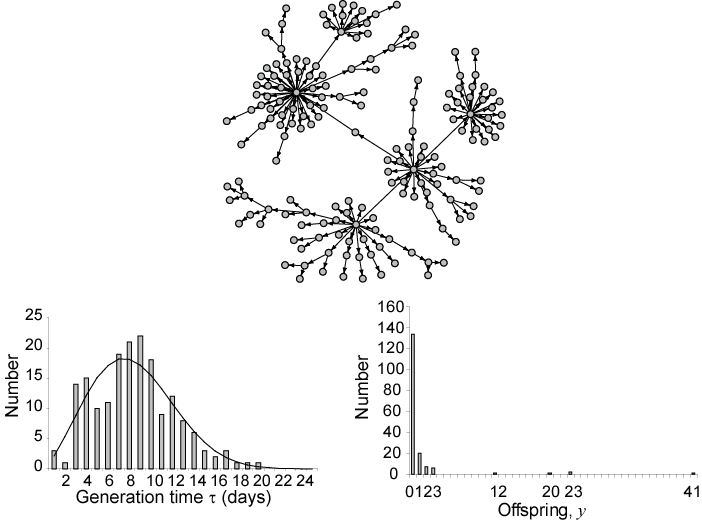 25
20
15
10
5
0
Number
2 4 6 8 10 12 14 16 18 20 22 24
Generation time τ (days)
160
140
120
100
80
60
40
20
0
Number
0123 12 20 23 41
Offspring, y